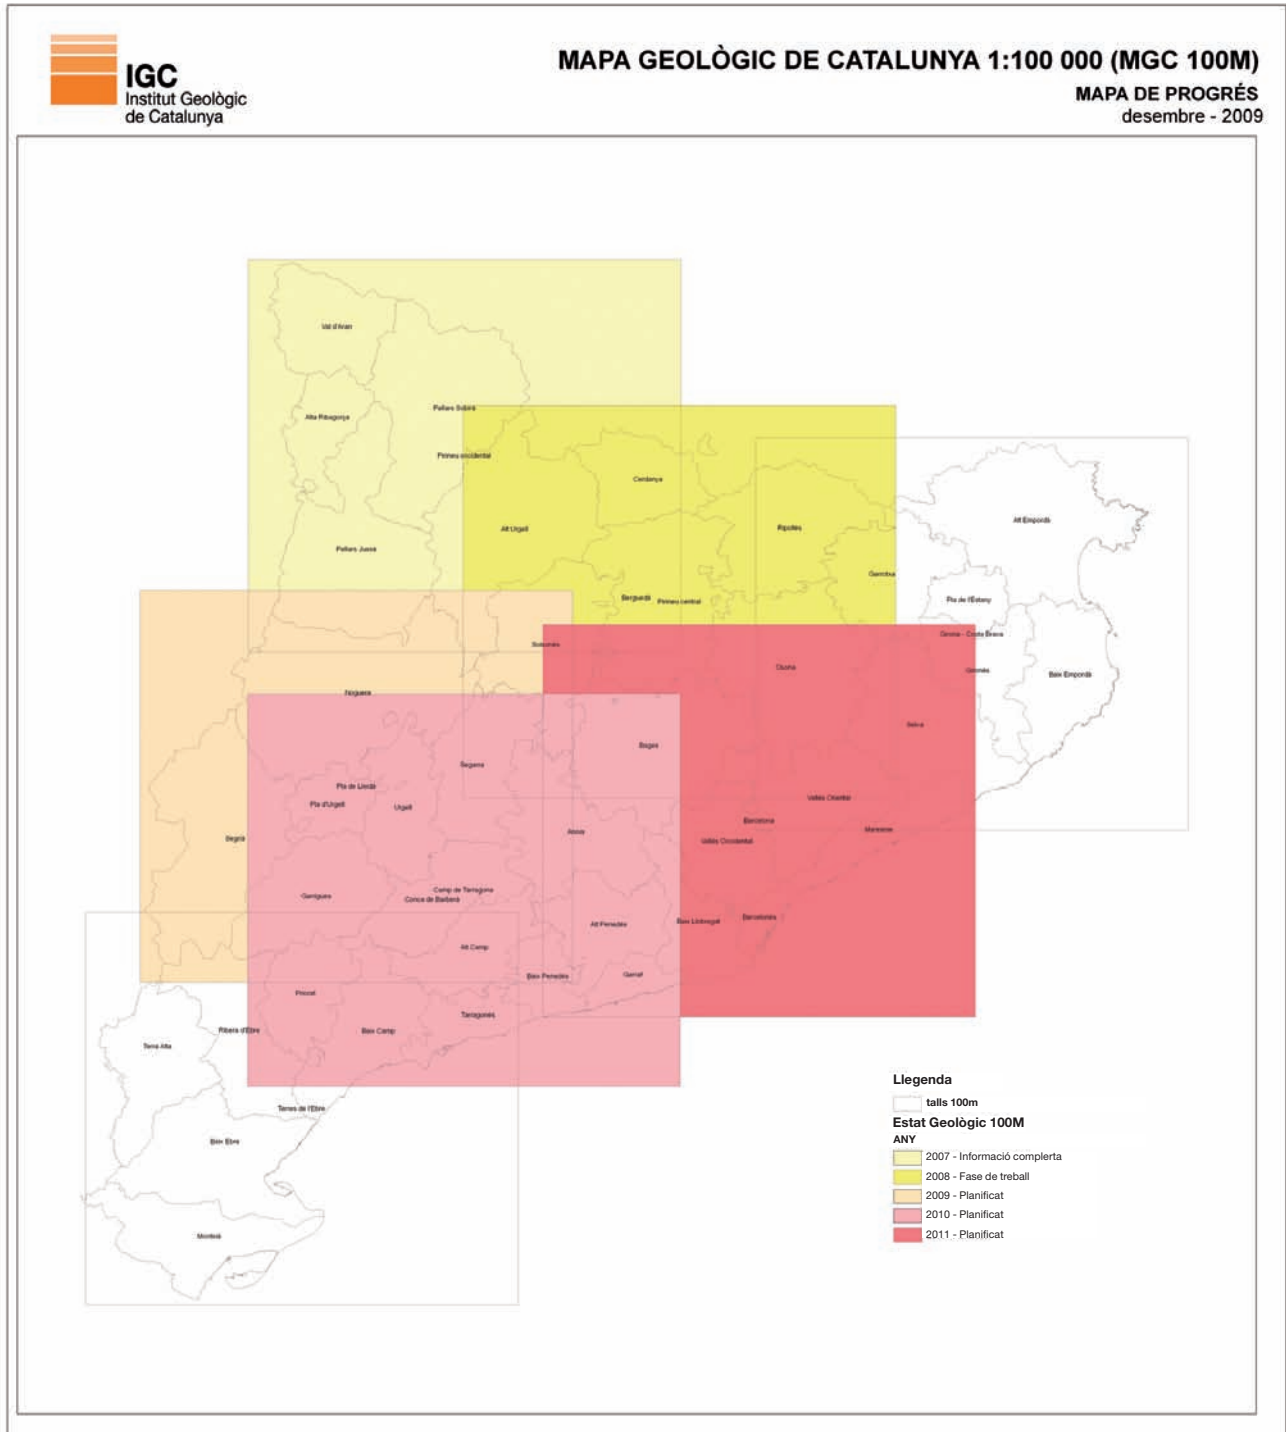 IGC
Institut Geològic
de Catalunya
MAPA GEOLÒGIC DE CATALUNYA 1:100 000 (MGC 100M)
MAPA DE PROGRÉS
desembre - 2009
Val d'Aran
Alta Ribagorça
Pallars Sobirà
Pirineu occidental
Cerdanya
Alt Urgell
Ripollès
Alt Empordà
Pallars Jussà
Garrotxa
Berguedà
Pirineu central
Pla de l'Estany
Girona - Costa Brava
Solsonès
Osona
Gironès
Baix Empordà
Noguera
Selva
Bages
Segarra
Pla de Lleida
Pla d'Urgell
Urgell
Vallès Oriental
Barcelona
Maresme
Anoia
Segrià
Vallès Occidental
Camp de Tarragona
Garrigues
Conca de Barberà
Alt Penedès
Baix Llobregat
Barcelonès
Alt Camp
Baix Penedès
Garraf
Priorat
Tarragonès
Ribera d'Ebre
Baix Camp
Terra Alta
Terres de l'Ebre
Baix Ebre
Montsià
Llegenda
talls 100m
Estat Geològic 100M
ANY
2007 - Informació complerta
2008 - Fase de treball
2009 - Planificat
2010 - Planificat
2011 - Planificat